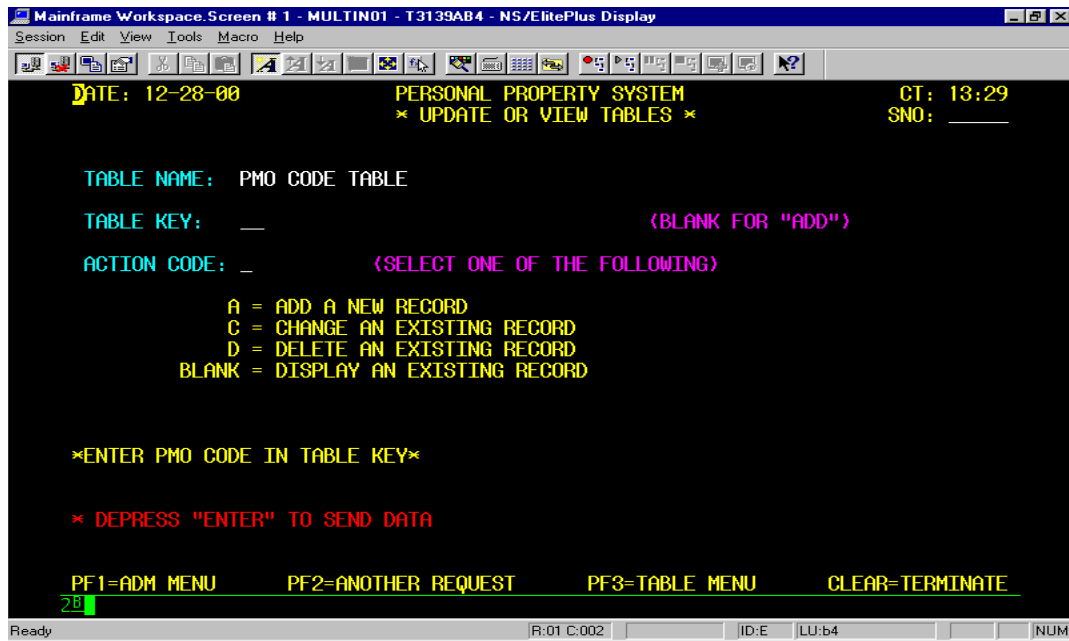 Mainframe Workspace.Screen # 1 - MULTIN01 - T3139AB4 - NS/ElitePlus Display
Session Edit View Tools Macro Help
DATE: 12-28-00 PERSONAL PROPERTY SYSTEM CT: 13:29
* UPDATE OR VIEW TABLES * SNO: _____
TABLE NAME: PMO CODE TABLE
TABLE KEY: __ (BLANK FOR "ADD")
ACTION CODE: _ (SELECT ONE OF THE FOLLOWING)
A = ADD A NEW RECORD
C = CHANGE AN EXISTING RECORD
D = DELETE AN EXISTING RECORD
BLANK = DISPLAY AN EXISTING RECORD
*ENTER PMO CODE IN TABLE KEY*
* DEPRESS "ENTER" TO SEND DATA
PF1=ADM MENU PF2=ANOTHER REQUEST PF3=TABLE MENU CLEAR=TERMINATE
2B
Ready R:01 C:002 ID:E LU:b4 NUM